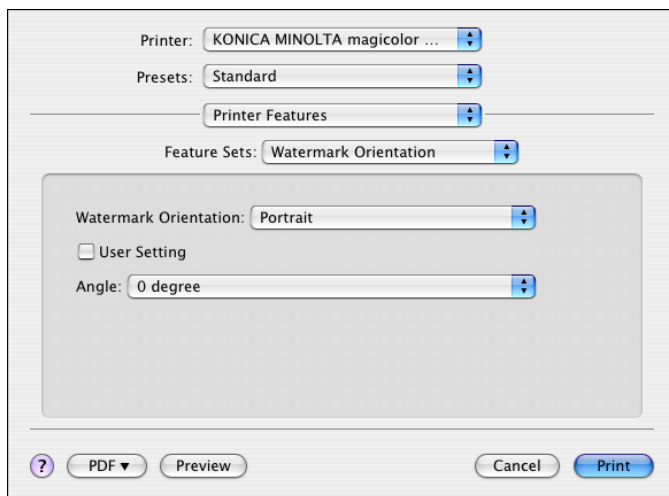 Printer: KONICA MINOLTA magicolor ...
Presets: Standard
Printer Features
Feature Sets: Watermark Orientation
Watermark Orientation: Portrait
User Setting
Angle: 0 degree
? PDF ▼ Preview Cancel Print